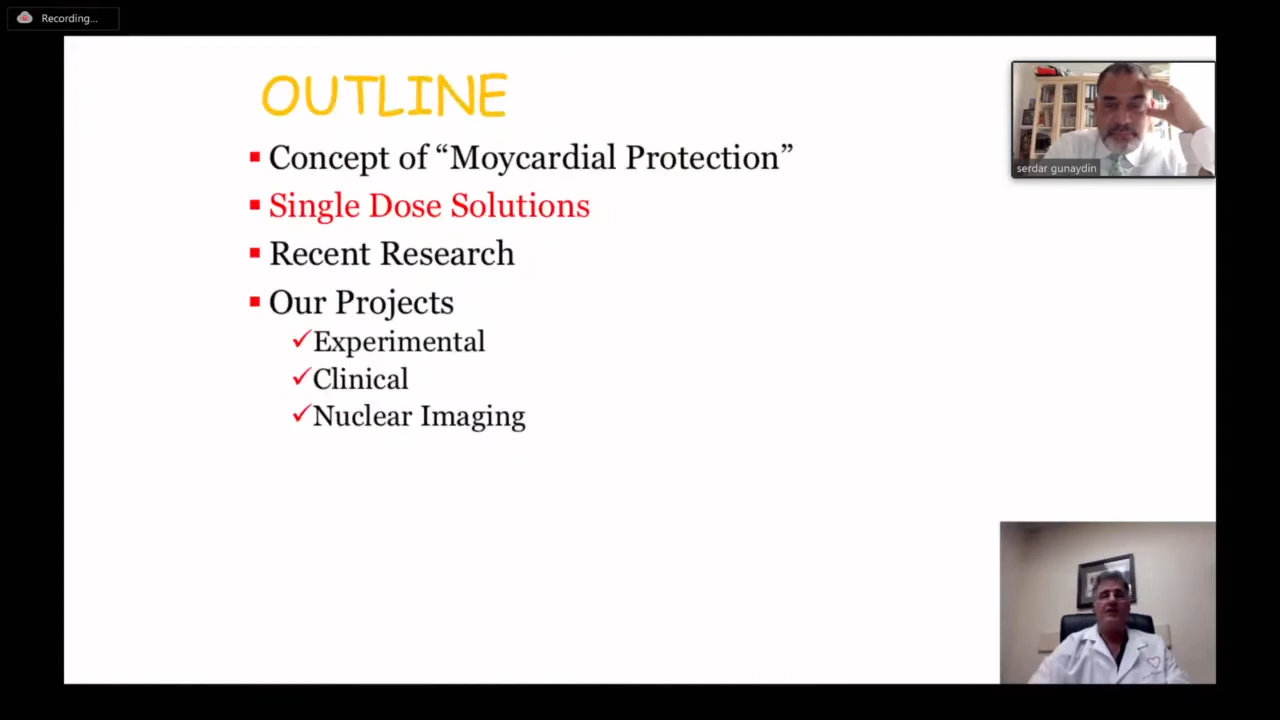 Recording...
OUTLINE
Concept of “Moycardial Protection”
Single Dose Solutions
Recent Research
Our Projects
Experimental
Clinical
Nuclear Imaging
serdar gunaydin